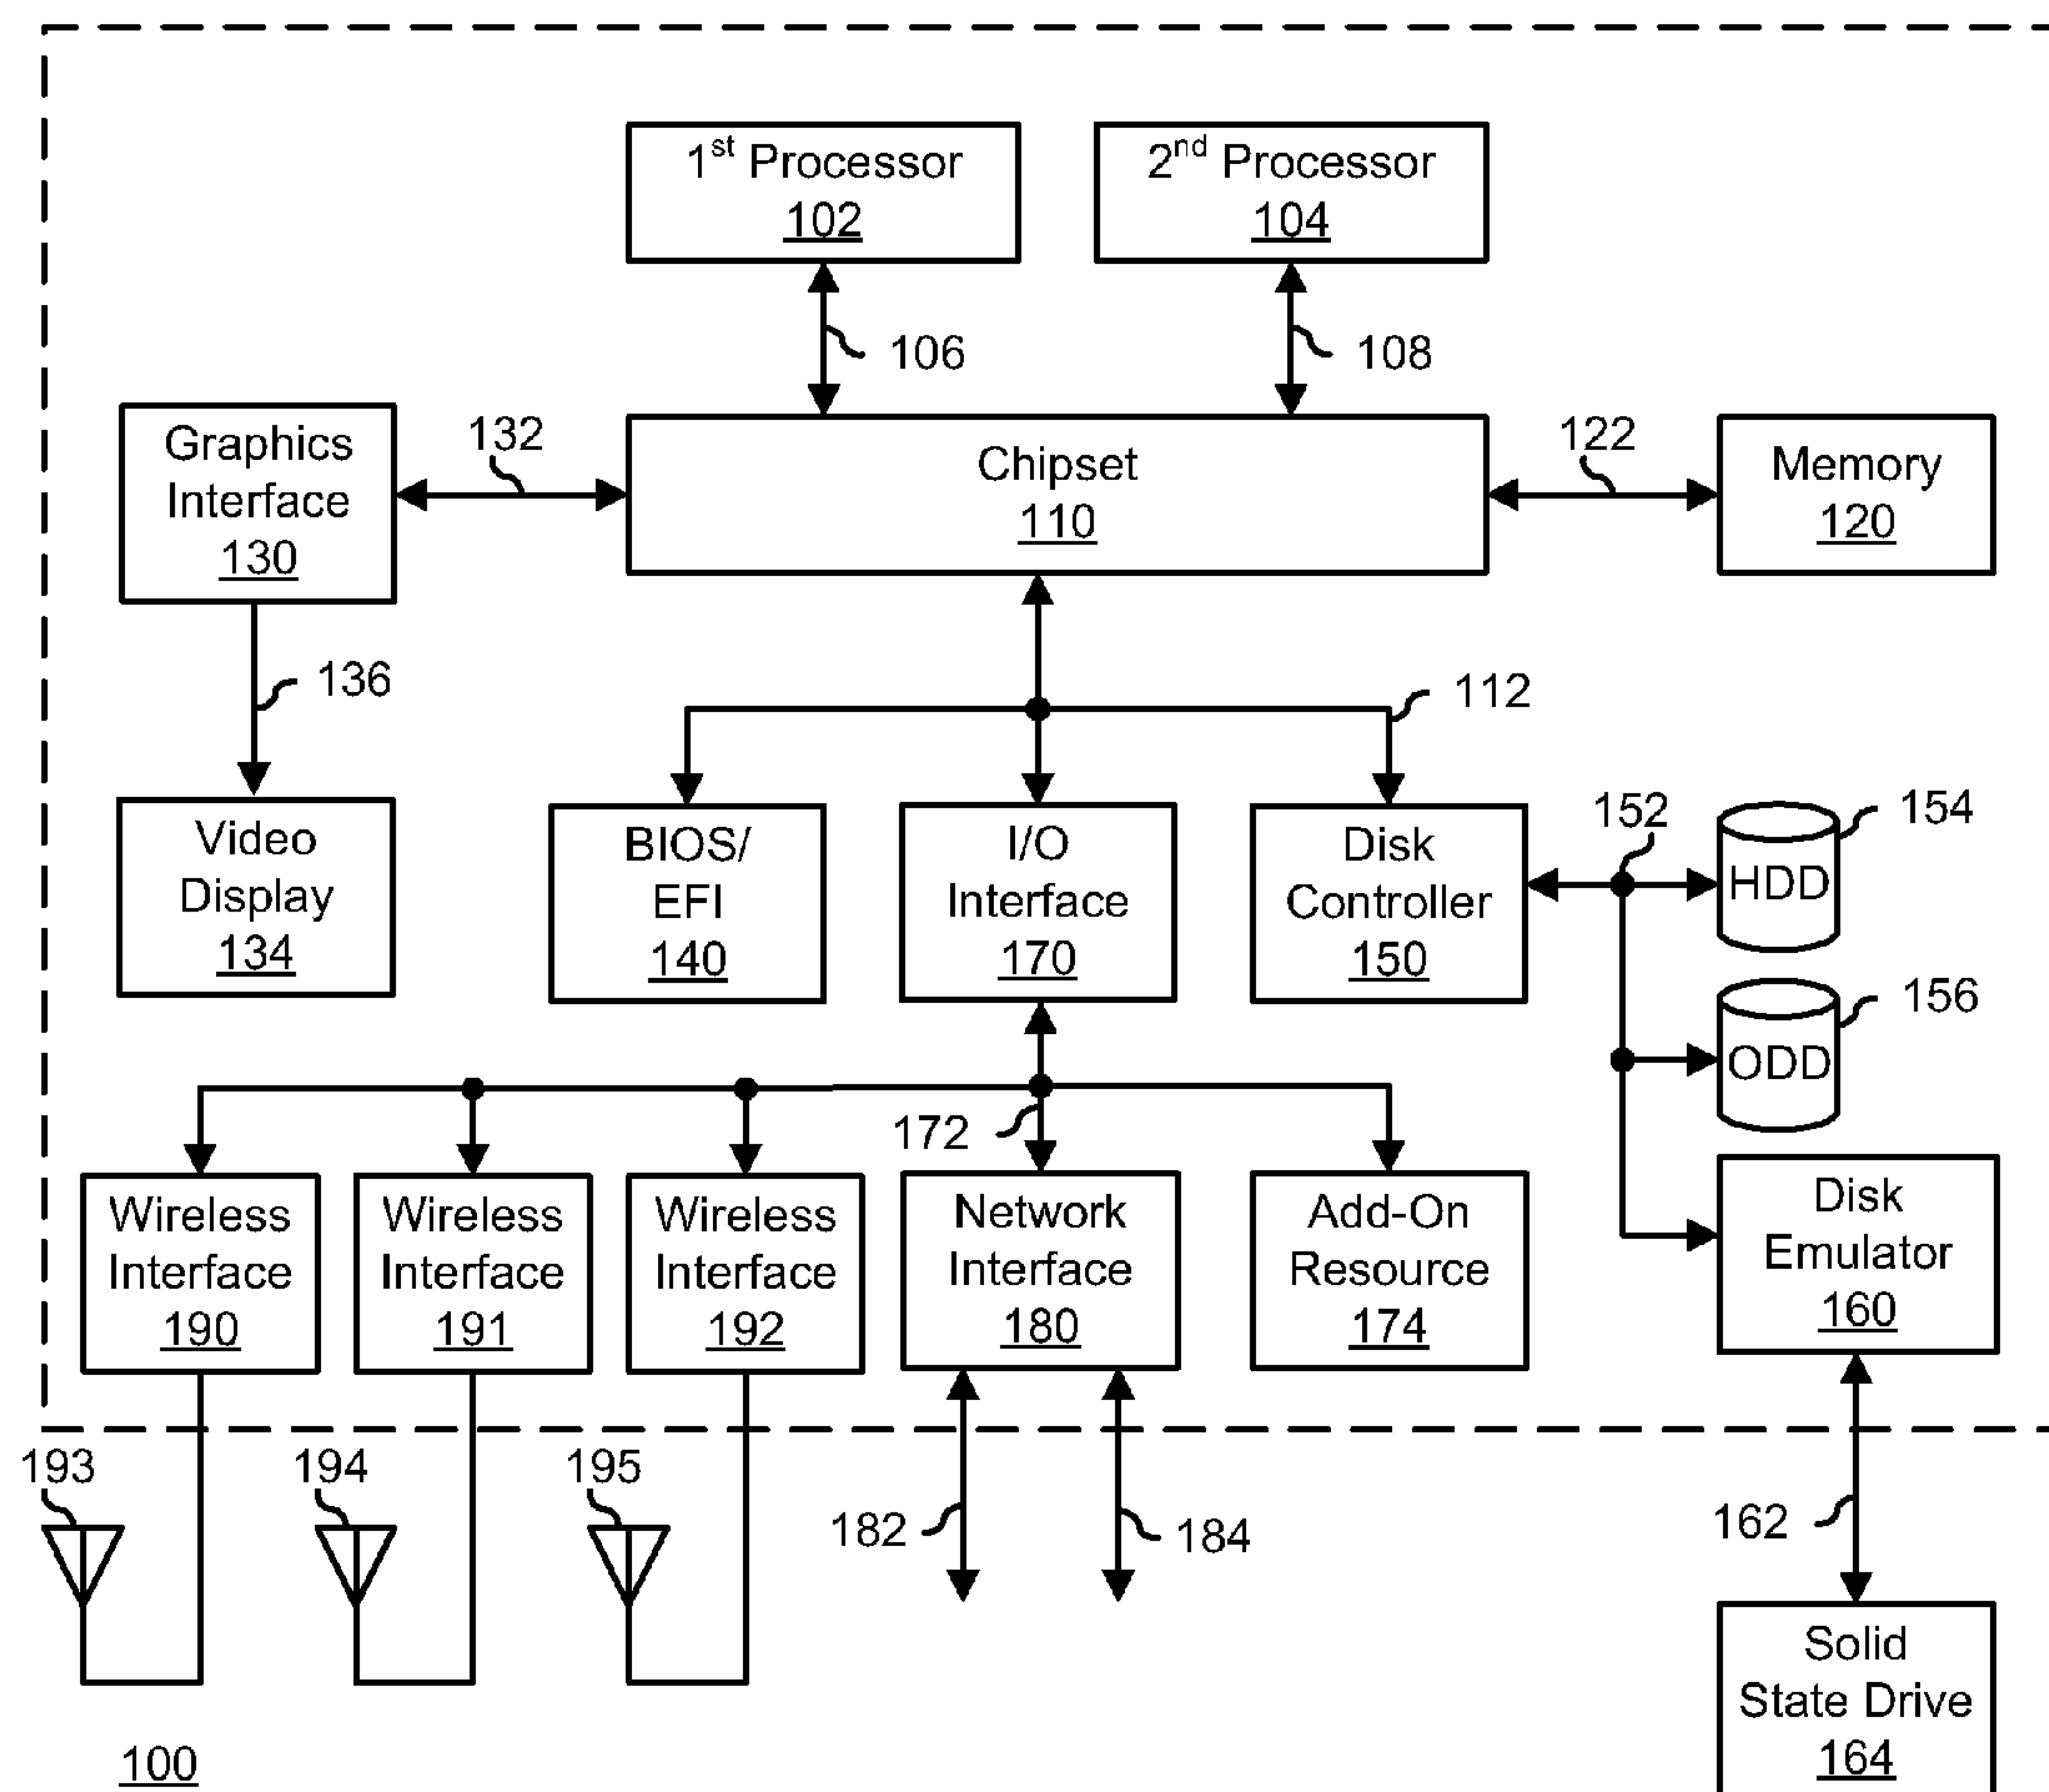 1st Processor
102
2nd Processor
104
106
108
Graphics
Interface
130
132
Chipset
110
122
Memory
120
136
112
Video
Display
134
BIOS/
EFI
140
I/O
Interface
170
Disk
Controller
150
152
HDD
154
ODD
156
172
Wireless
Interface
190
Wireless
Interface
191
Wireless
Interface
192
Network
Interface
180
Add-On
Resource
174
Disk
Emulator
160
193
194
195
182
184
162
Solid
State Drive
164
100